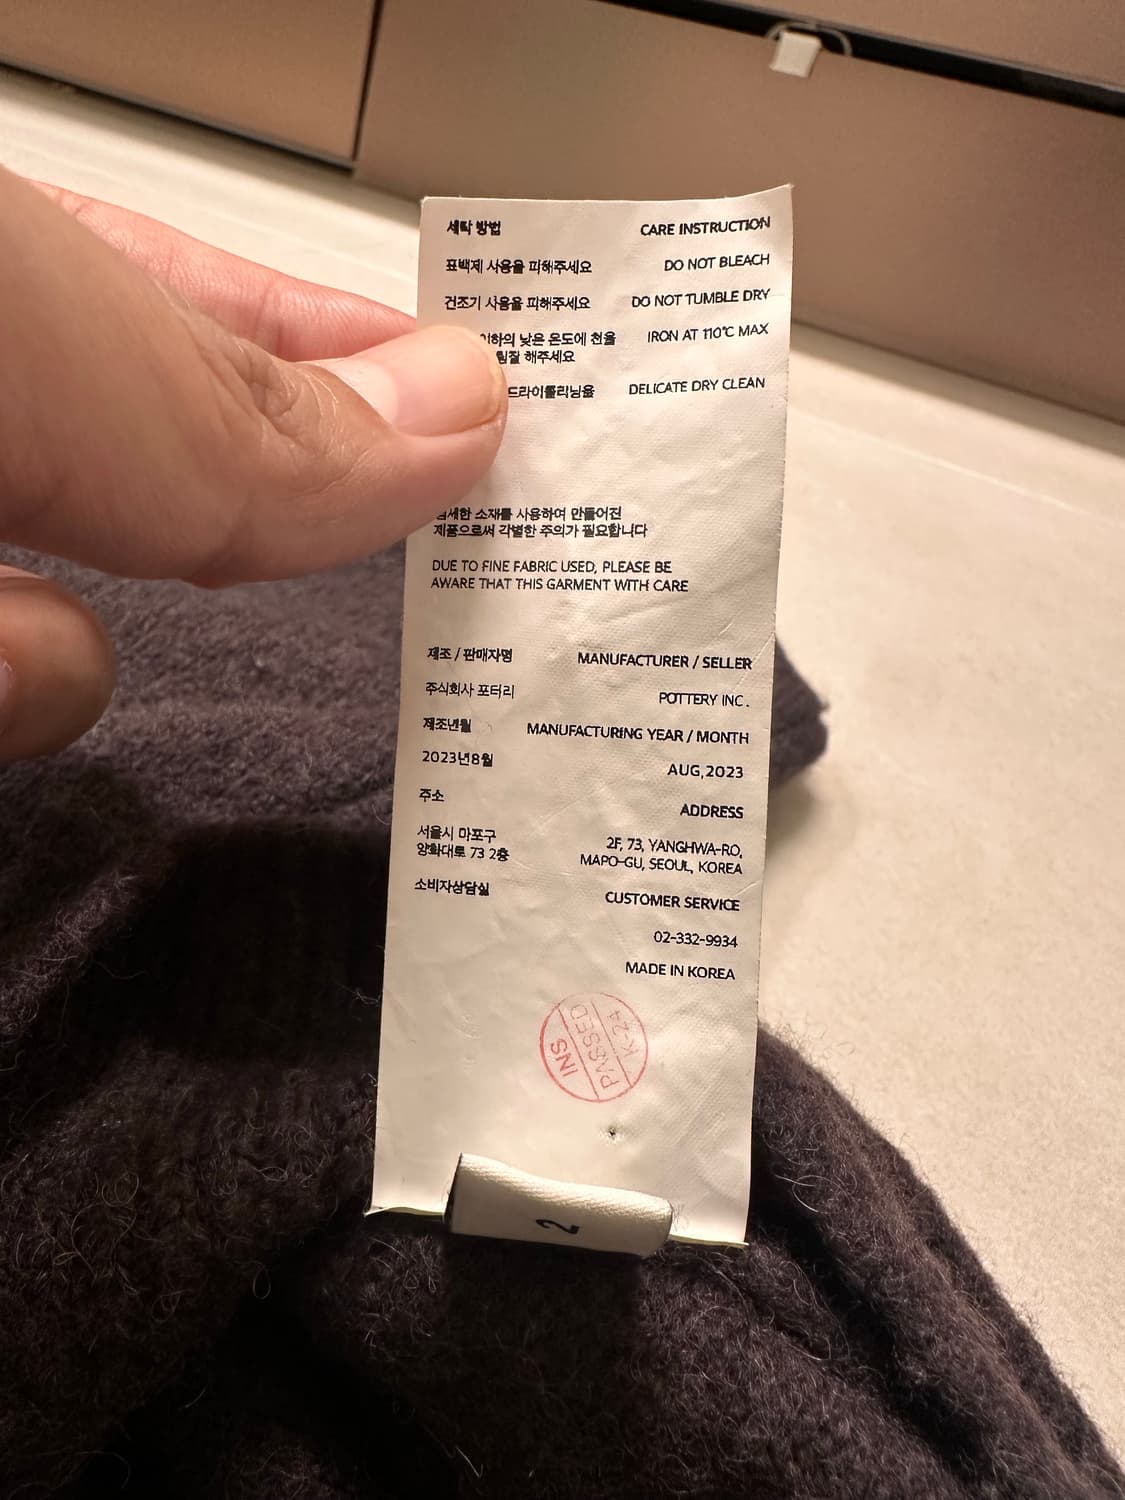 세탁 방법 CARE INSTRUCTION
표백제 사용을 피해주세요 DO NOT BLEACH
건조기 사용을 피해주세요 DO NOT TUMBLE DRY
이하의 낮은 온도에 천을 IRON AT 110℃ MAX
림질 해주세요
드라이클리닝을 DELICATE DRY CLEAN
섬세한 소재를 사용하여 만들어진
제품으로써 각별한 주의가 필요합니다
DUE TO FINE FABRIC USED, PLEASE BE
AWARE THAT THIS GARMENT WITH CARE
제조 / 판매자명 MANUFACTURER / SELLER
주식회사 포터리 POTTERY INC.
제조년월 MANUFACTURING YEAR / MONTH
2023년8월 AUG,2023
주소 ADDRESS
서울시 마포구 2F, 73, YANGHWA-RO,
양화대로 73 2층 MAPO-GU, SEOUL, KOREA
소비자상담실 CUSTOMER SERVICE
02-332-9934
MADE IN KOREA
INS
PASSED
K-24
2